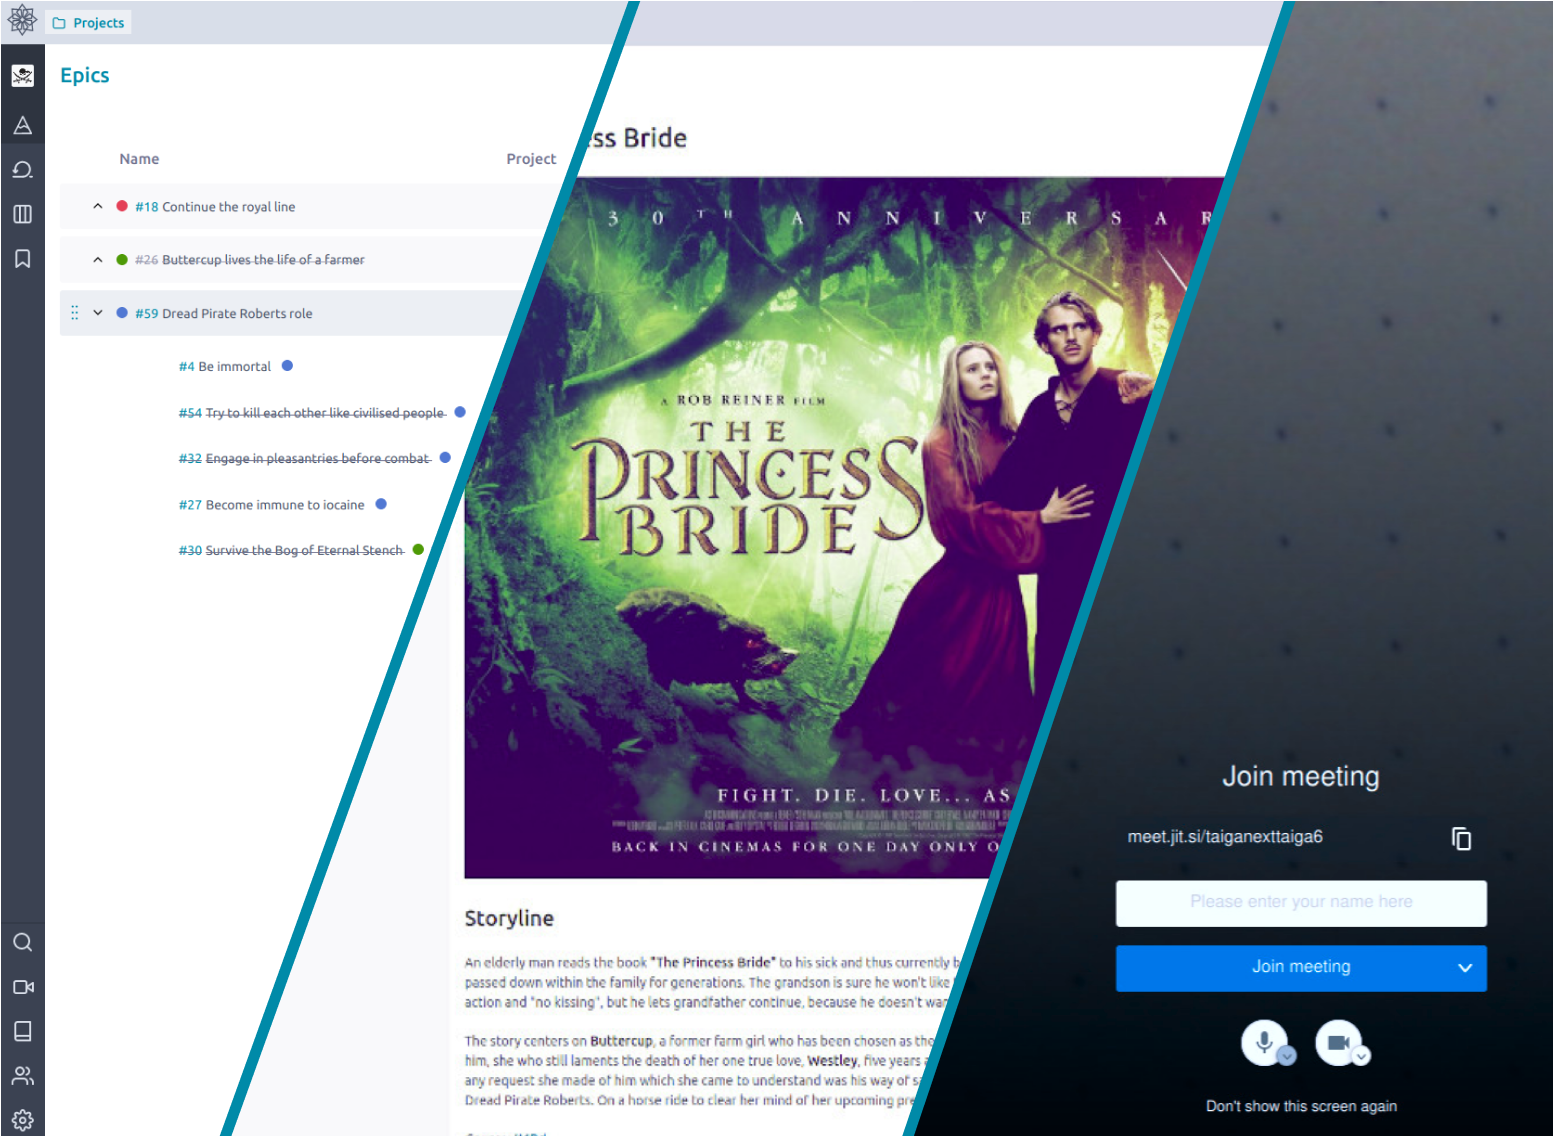 Projects
Epics
Name
Project
#18 Continue the royal line
#26 Buttercup lives the life of a farmer
#59 Dread Pirate Roberts role
#4 Be immortal
#54 Try to kill each other like civilised people
#32 Engage in pleasantries before combat
#27 Become immune to iocaine
#30 Survive the Bog of Eternal Stench
ss Bride
30TH ANNIVERSAR
A ROB REINER FILM
THE
PRINCESS
BRIDE
FIGHT. DIE. LOVE... AS
BACK IN CINEMAS FOR ONE DAY ONLY O
Storyline
An elderly man reads the book "The Princess Bride" to his sick and thus currently b
passed down within the family for generations. The grandson is sure he won't like
action and "no kissing", but he lets grandfather continue, because he doesn't wan
The story centers on Buttercup, a former farm girl who has been chosen as the
him, she who still laments the death of her one true love, Westley, five years
any request she made of him which she came to understand was his way of sa
Dread Pirate Roberts. On a horse ride to clear her mind of her upcoming pre
Join meeting
meet.jit.si/taiganexttaiga6
Please enter your name here
Join meeting
Don't show this screen again